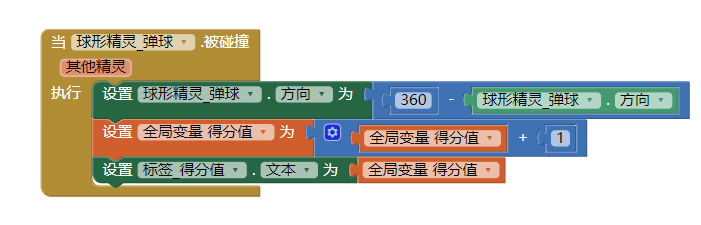 当 球形精灵_弹球 .被碰撞
其他精灵
执行 设置 球形精灵_弹球 . 方向 为 360 - 球形精灵_弹球 . 方向
设置 全局变量 得分值 为 全局变量 得分值 + 1
设置 标签_得分值 . 文本 为 全局变量 得分值